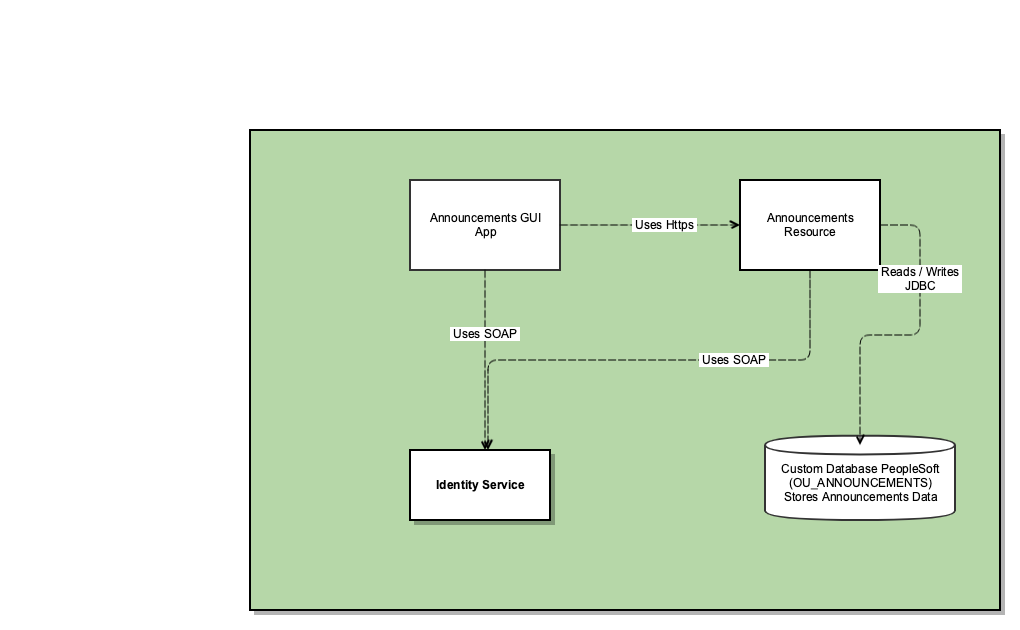 Announcements GUI
App
Uses Https
Announcements
Resource
Reads / Writes
JDBC
Uses SOAP
Uses SOAP
Identity Service
Custom Database PeopleSoft
(OU_ANNOUNCEMENTS)
Stores Announcements Data